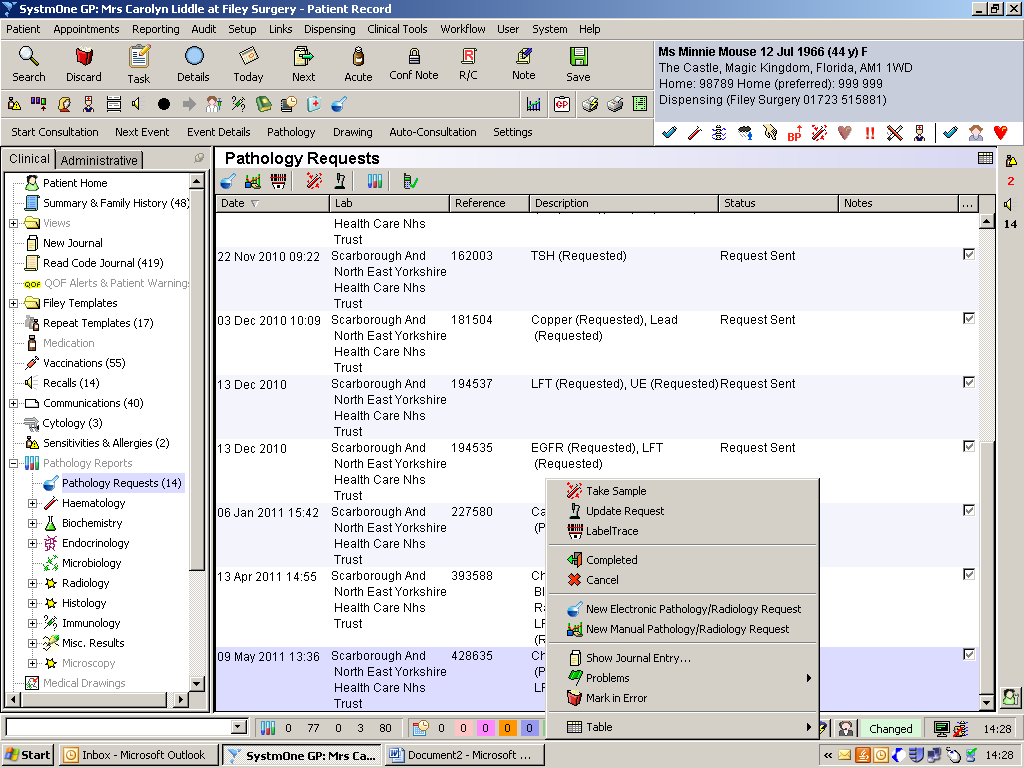 SystmOne GP: Mrs Carolyn Liddle at Filey Surgery - Patient Record
Patient Appointments Reporting Audit Setup Links Dispensing Clinical Tools Workflow User System Help
Search Discard Task Details Today Next Acute Conf Note R/C Note Save
Ms Minnie Mouse 12 Jul 1966 (44 y) F
The Castle, Magic Kingdom, Florida, AM1 1WD
Home: 98789 Home (preferred): 999 999
Dispensing (Filey Surgery 01723 515881)
Start Consultation Next Event Event Details Pathology Drawing Auto-Consultation Settings
BP
Clinical Administrative
Patient Home
Summary & Family History (48)
Views
New Journal
Read Code Journal (419)
QOF QOF Alerts & Patient Warning
Filey Templates
Repeat Templates (17)
Medication
Vaccinations (55)
Recalls (14)
Communications (40)
Cytology (3)
Sensitivities & Allergies (2)
Pathology Reports
Pathology Requests (14)
Haematology
Biochemistry
Endocrinology
Microbiology
Radiology
Histology
Immunology
Misc. Results
Microscopy
Medical Drawings
Pathology Requests
Date Lab Reference Description Status Notes ...
Health Care Nhs
Trust
22 Nov 2010 09:22 Scarborough And 162003 TSH (Requested) Request Sent
North East Yorkshire
Health Care Nhs
Trust
03 Dec 2010 10:09 Scarborough And 181504 Copper (Requested), Lead Request Sent
North East Yorkshire (Requested)
Health Care Nhs
Trust
13 Dec 2010 Scarborough And 194537 LFT (Requested), UE (Requested) Request Sent
North East Yorkshire
Health Care Nhs
Trust
13 Dec 2010 Scarborough And 194535 EGFR (Requested), LFT Request Sent
North East Yorkshire (Requested)
Health Care Nhs
Trust
06 Jan 2011 15:42 Scarborough And 227580 Ca
North East Yorkshire (P
Health Care Nhs
Trust
13 Apr 2011 14:55 Scarborough And 393588 Ch
North East Yorkshire Bl
Health Care Nhs Ra
Trust LF
(R
09 May 2011 13:36 Scarborough And 428635 Ch
North East Yorkshire (P
Health Care Nhs LF
Trust
Take Sample
Update Request
LabelTrace
Completed
Cancel
New Electronic Pathology/Radiology Request
New Manual Pathology/Radiology Request
Show Journal Entry...
Problems
Mark in Error
Table
2
14
0 77 0 3 80 0 0 0 0 0 Changed 14:28
Start Inbox - Microsoft Outlook SystmOne GP: Mrs Ca... Document2 - Microsoft ... 14:28